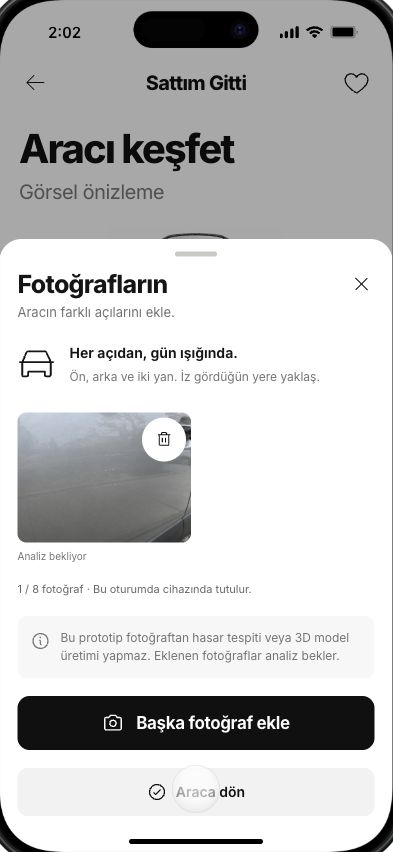 2:02
Sattım Gitti
Aracı keşfet
Görsel önizleme
Fotoğrafların
Aracın farklı açılarını ekle.
Her açıdan, gün ışığında.
Ön, arka ve iki yan. İz gördüğün yere yaklaş.
Analiz bekliyor
1 / 8 fotoğraf · Bu oturumda cihazında tutulur.
Bu prototip fotoğraftan hasar tespiti veya 3D model
üretimi yapmaz. Eklenen fotoğraflar analiz bekler.
Başka fotoğraf ekle
Araca dön